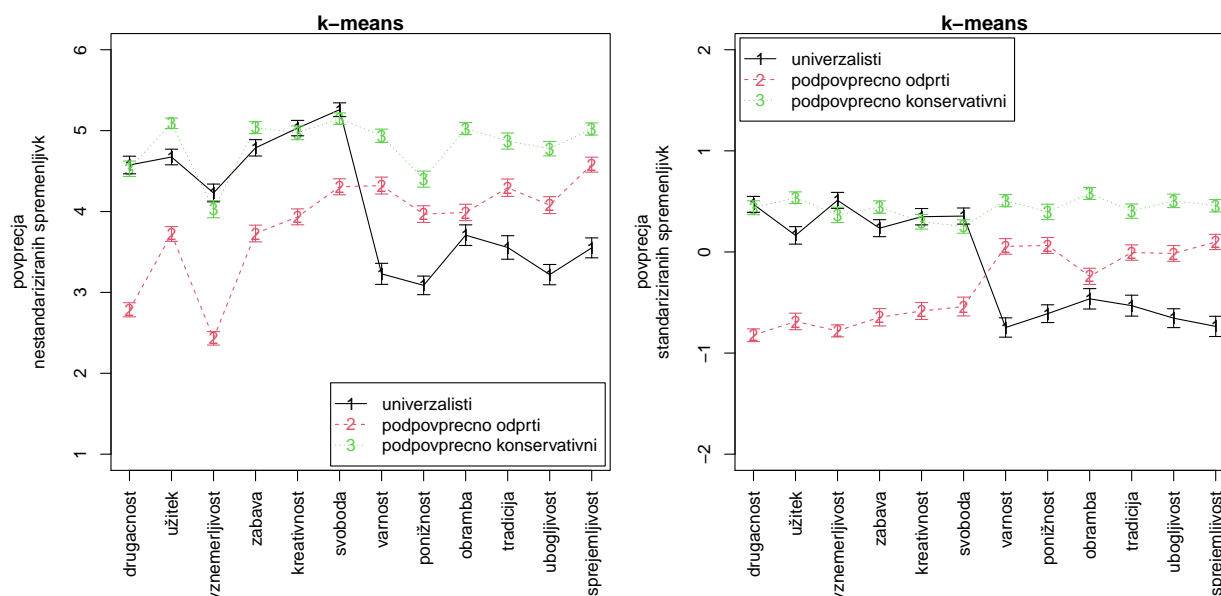 k−means
povprecja
nestandariziranih spremenljivk
6
5
4
3
2
1
1 univerzalisti
2 podpovprecno odprti
3 podpovprecno konservativni
drugacnost
užitek
vznemerljivost
zabava
kreativnost
svoboda
varnost
ponižnost
obramba
tradicija
ubogljivost
sprejemljivost
k−means
povprecja
standariziranih spremenljivk
2
1
0
−1
−2
1 univerzalisti
2 podpovprecno odprti
3 podpovprecno konservativni
drugacnost
užitek
vznemerljivost
zabava
kreativnost
svoboda
varnost
ponižnost
obramba
tradicija
ubogljivost
sprejemljivost